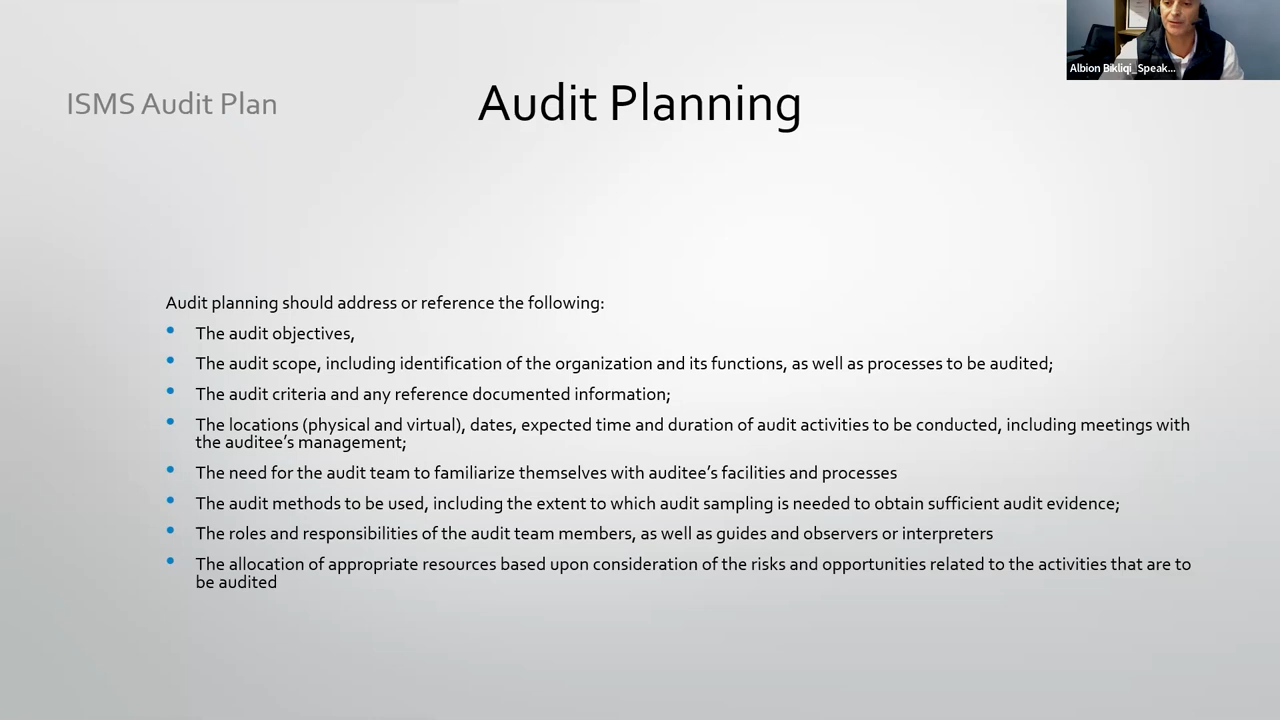 Albion Bikliqi_Speak...
ISMS Audit Plan
Audit Planning
Audit planning should address or reference the following:
• The audit objectives,
• The audit scope, including identification of the organization and its functions, as well as processes to be audited;
• The audit criteria and any reference documented information;
• The locations (physical and virtual), dates, expected time and duration of audit activities to be conducted, including meetings with
the auditee's management;
• The need for the audit team to familiarize themselves with auditee's facilities and processes
• The audit methods to be used, including the extent to which audit sampling is needed to obtain sufficient audit evidence;
• The roles and responsibilities of the audit team members, as well as guides and observers or interpreters
• The allocation of appropriate resources based upon consideration of the risks and opportunities related to the activities that are to
be audited